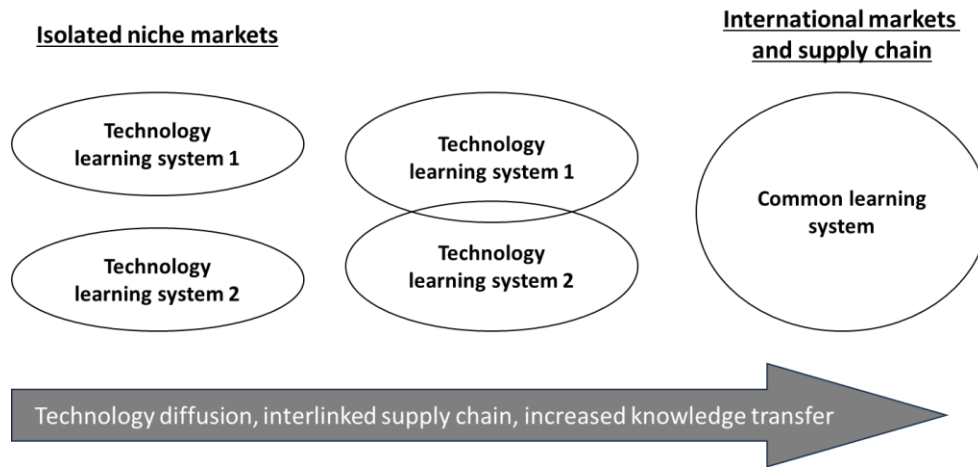 Isolated niche markets
International markets
and supply chain
Technology
learning system 1
Technology
learning system 2
Technology
learning system 1
Technology
learning system 2
Common learning
system
Technology diffusion, interlinked supply chain, increased knowledge transfer